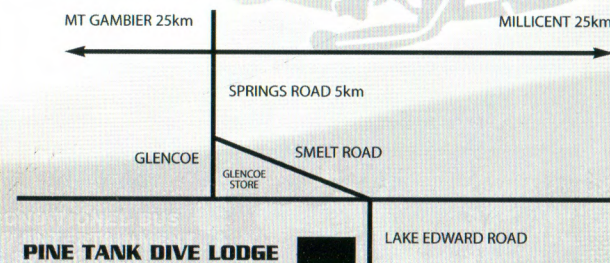 MT GAMBIER 25km
MILLICENT 25km
SPRINGS ROAD 5km
GLENCOE
SMELT ROAD
GLENCOE
STORE
LAKE EDWARD ROAD
PINE TANK DIVE LODGE